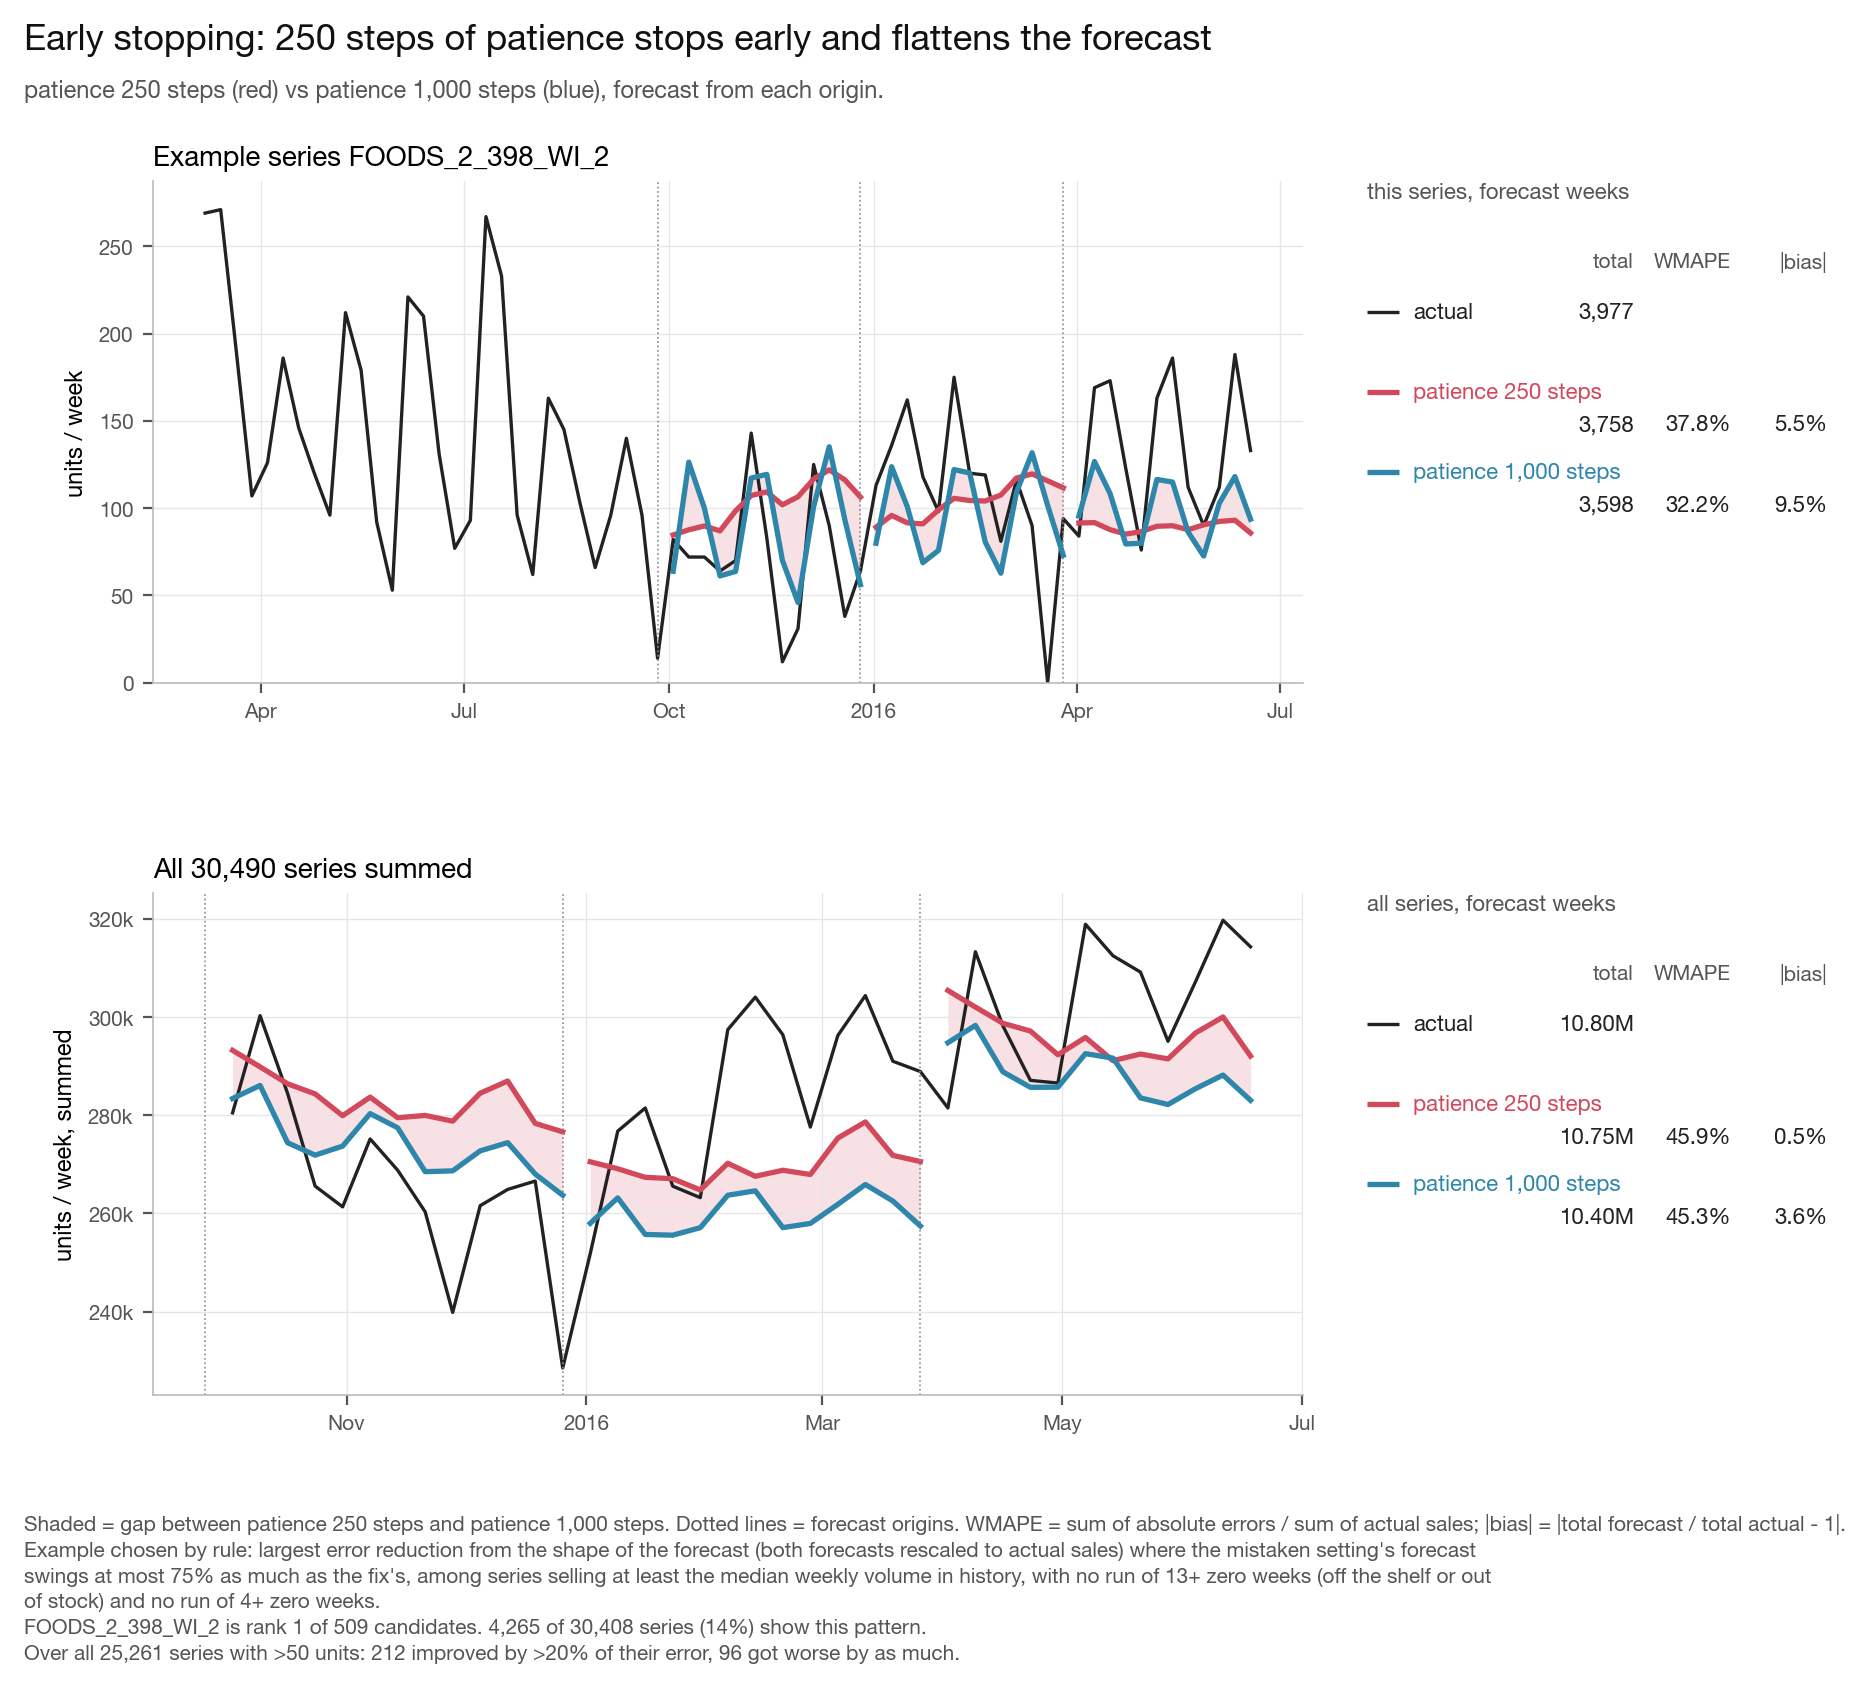 Early stopping: 250 steps of patience stops early and flattens the forecast
patience 250 steps (red) vs patience 1,000 steps (blue), forecast from each origin.
Example series FOODS_2_398_WI_2
units / week
250
200
150
100
50
0
Apr
Jul
Oct
2016
Apr
Jul
this series, forecast weeks
total WMAPE |bias|
actual 3,977
patience 250 steps
3,758 37.8% 5.5%
patience 1,000 steps
3,598 32.2% 9.5%
All 30,490 series summed
units / week, summed
320k
300k
280k
260k
240k
Nov
2016
Mar
May
Jul
all series, forecast weeks
total WMAPE |bias|
actual 10.80M
patience 250 steps
10.75M 45.9% 0.5%
patience 1,000 steps
10.40M 45.3% 3.6%
Shaded = gap between patience 250 steps and patience 1,000 steps. Dotted lines = forecast origins. WMAPE = sum of absolute errors / sum of actual sales; |bias| = |total forecast / total actual - 1|.
Example chosen by rule: largest error reduction from the shape of the forecast (both forecasts rescaled to actual sales) where the mistaken setting's forecast
swings at most 75% as much as the fix's, among series selling at least the median weekly volume in history, with no run of 13+ zero weeks (off the shelf or out
of stock) and no run of 4+ zero weeks.
FOODS_2_398_WI_2 is rank 1 of 509 candidates. 4,265 of 30,408 series (14%) show this pattern.
Over all 25,261 series with >50 units: 212 improved by >20% of their error, 96 got worse by as much.